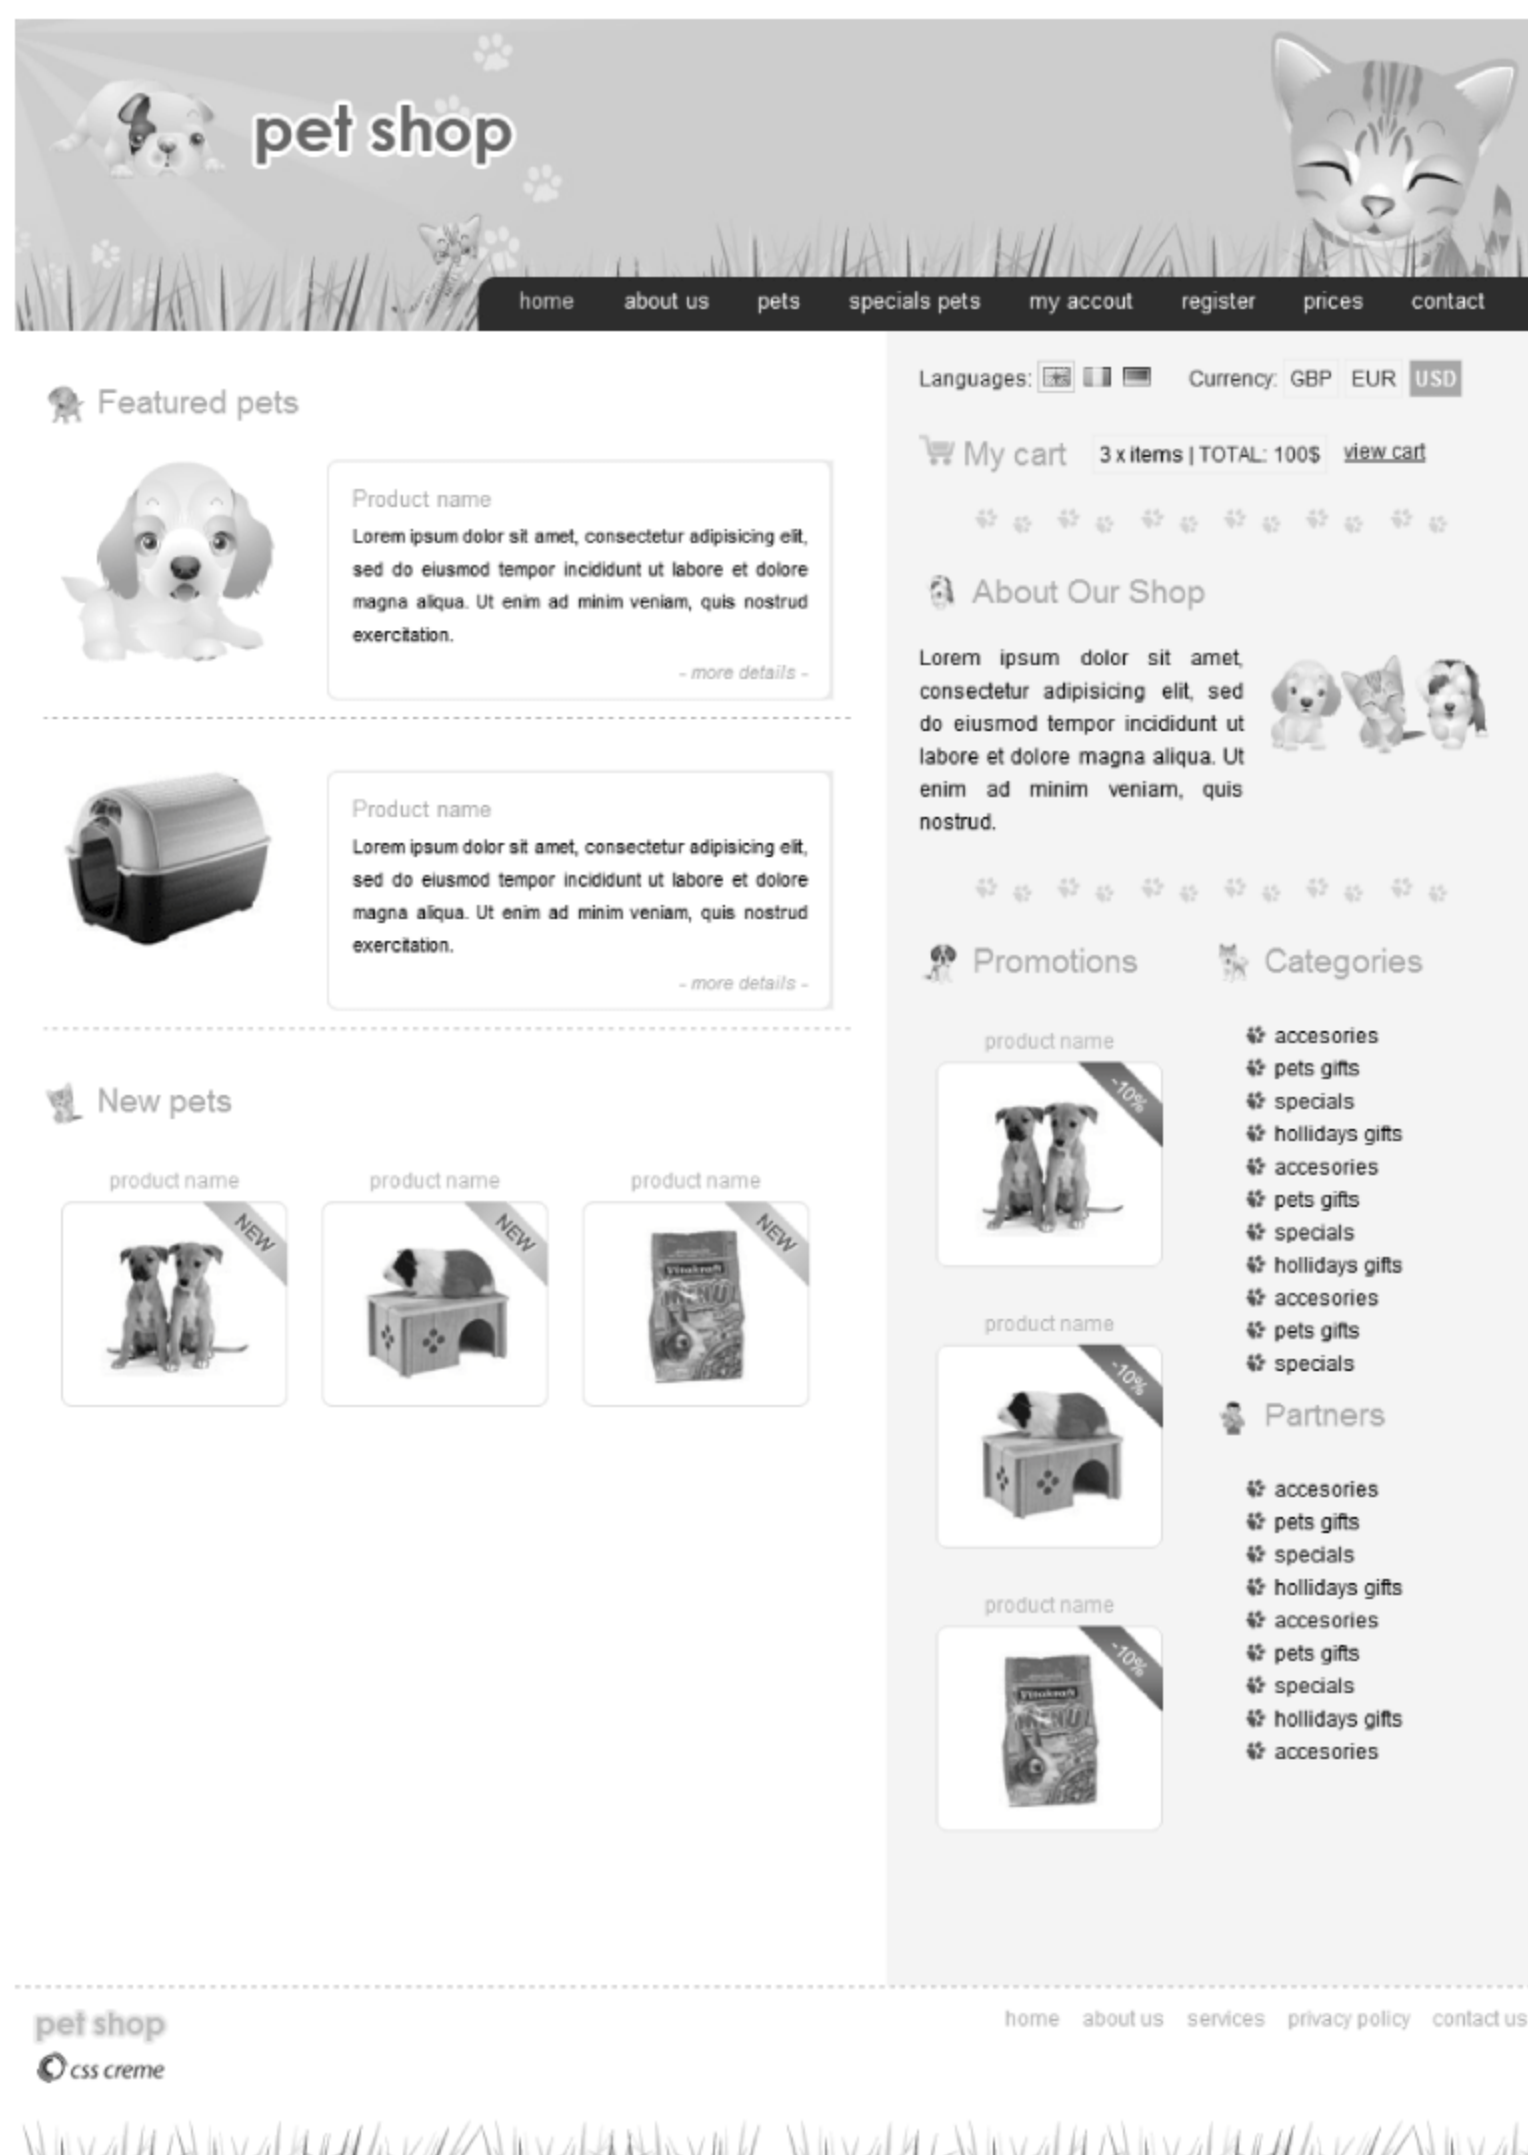 pet shop
home about us pets specials pets my accout register prices contact
Featured pets
Product name
Lorem ipsum dolor sit amet, consectetur adipisicing elit,
sed do eiusmod tempor incididunt ut labore et dolore
magna aliqua. Ut enim ad minim veniam, quis nostrud
exercitation.
- more details -
Product name
Lorem ipsum dolor sit amet, consectetur adipisicing elit,
sed do eiusmod tempor incididunt ut labore et dolore
magna aliqua. Ut enim ad minim veniam, quis nostrud
exercitation.
- more details -
New pets
product name
NEW
product name
NEW
product name
NEW
Vitakraft
MENU
Languages: Currency: GBP EUR USD
My cart 3 x items | TOTAL: 100$ view cart
About Our Shop
Lorem ipsum dolor sit amet,
consectetur adipisicing elit, sed
do eiusmod tempor incididunt ut
labore et dolore magna aliqua. Ut
enim ad minim veniam, quis
nostrud.
Promotions
product name
-10%
product name
-10%
product name
-10%
Vitakraft
MENU
Categories
accesories
pets gifts
specials
hollidays gifts
accesories
pets gifts
specials
hollidays gifts
accesories
pets gifts
specials
Partners
accesories
pets gifts
specials
hollidays gifts
accesories
pets gifts
specials
hollidays gifts
accesories
pet shop
css creme
home about us services privacy policy contact us